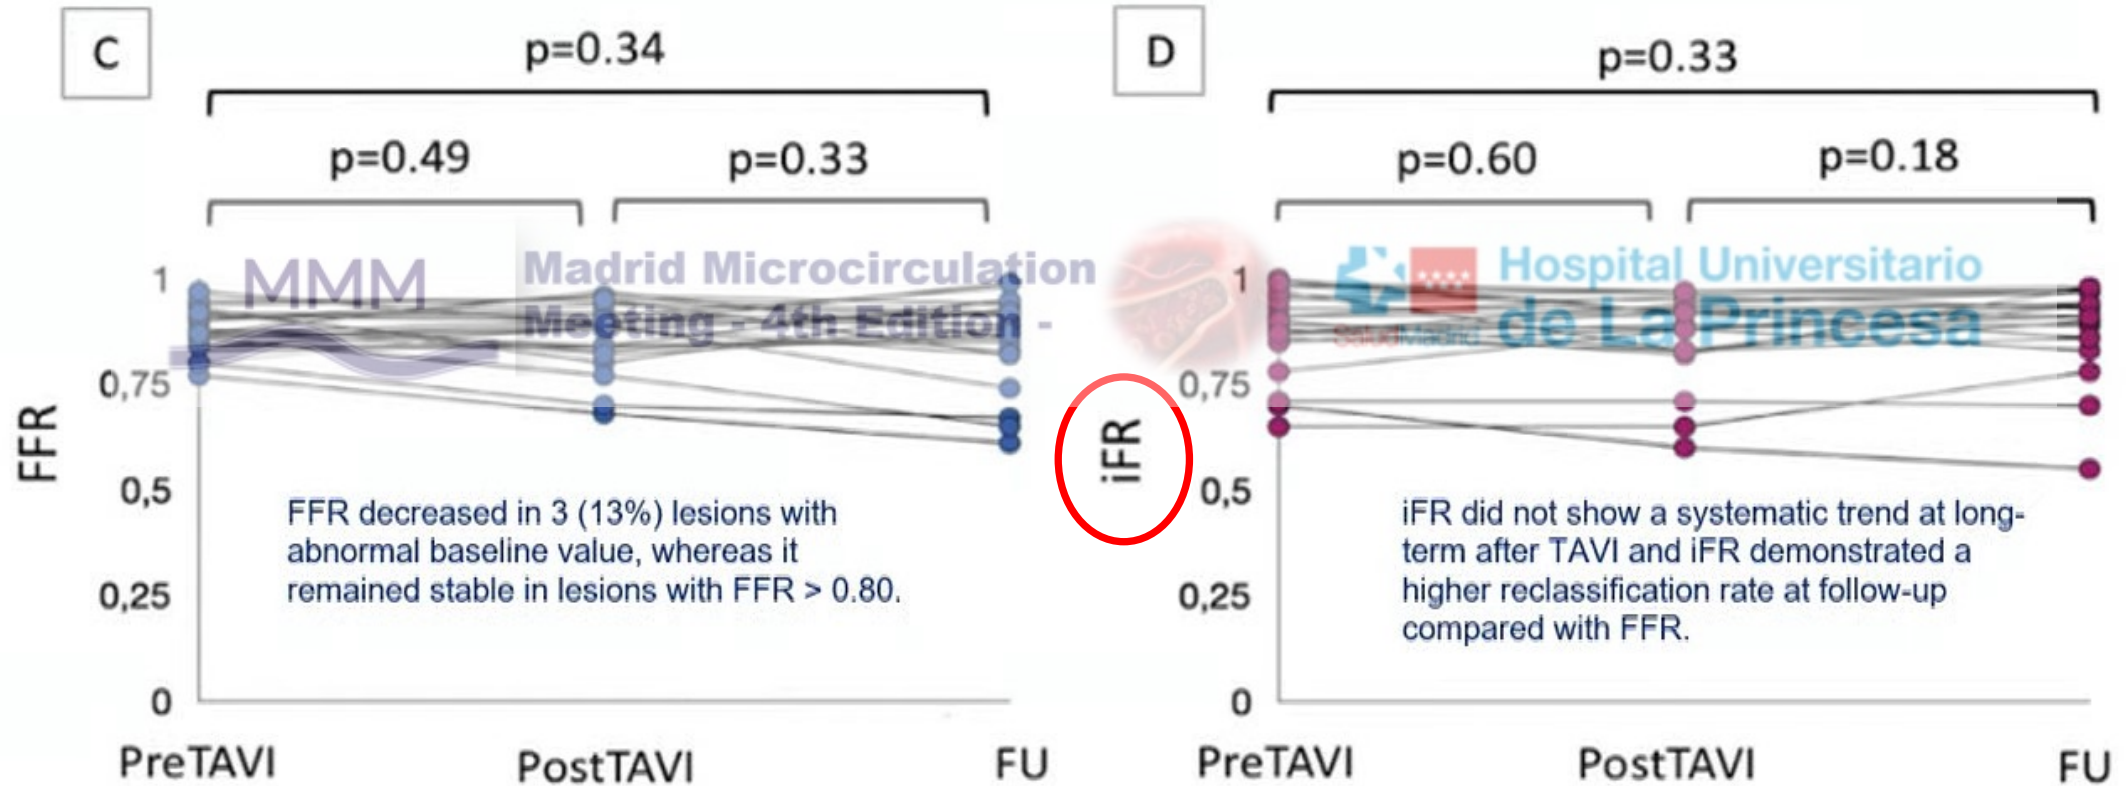 C
p=0.34
p=0.49
p=0.33
MMM
Madrid Microcirculation
Meeting - 4th Edition -
1
0,75
0,5
0,25
0
FFR
FFR decreased in 3 (13%) lesions with
abnormal baseline value, whereas it
remained stable in lesions with FFR > 0.80.
PreTAVI
PostTAVI
FU
D
p=0.33
p=0.60
p=0.18
SaludMadrid
Hospital Universitario
de La Princesa
1
0,75
0,5
0,25
0
iFR
iFR did not show a systematic trend at long-
term after TAVI and iFR demonstrated a
higher reclassification rate at follow-up
compared with FFR.
PreTAVI
PostTAVI
FU